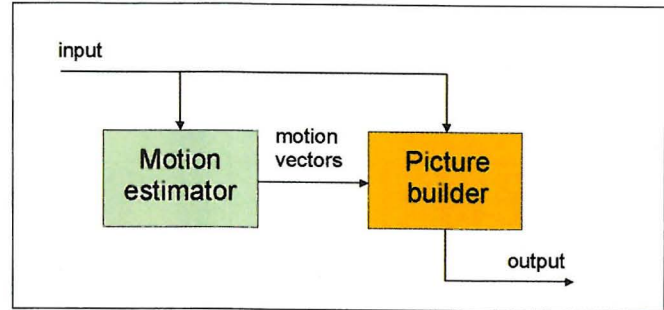 input
motion
vectors
Motion
estimator
Picture
builder
output